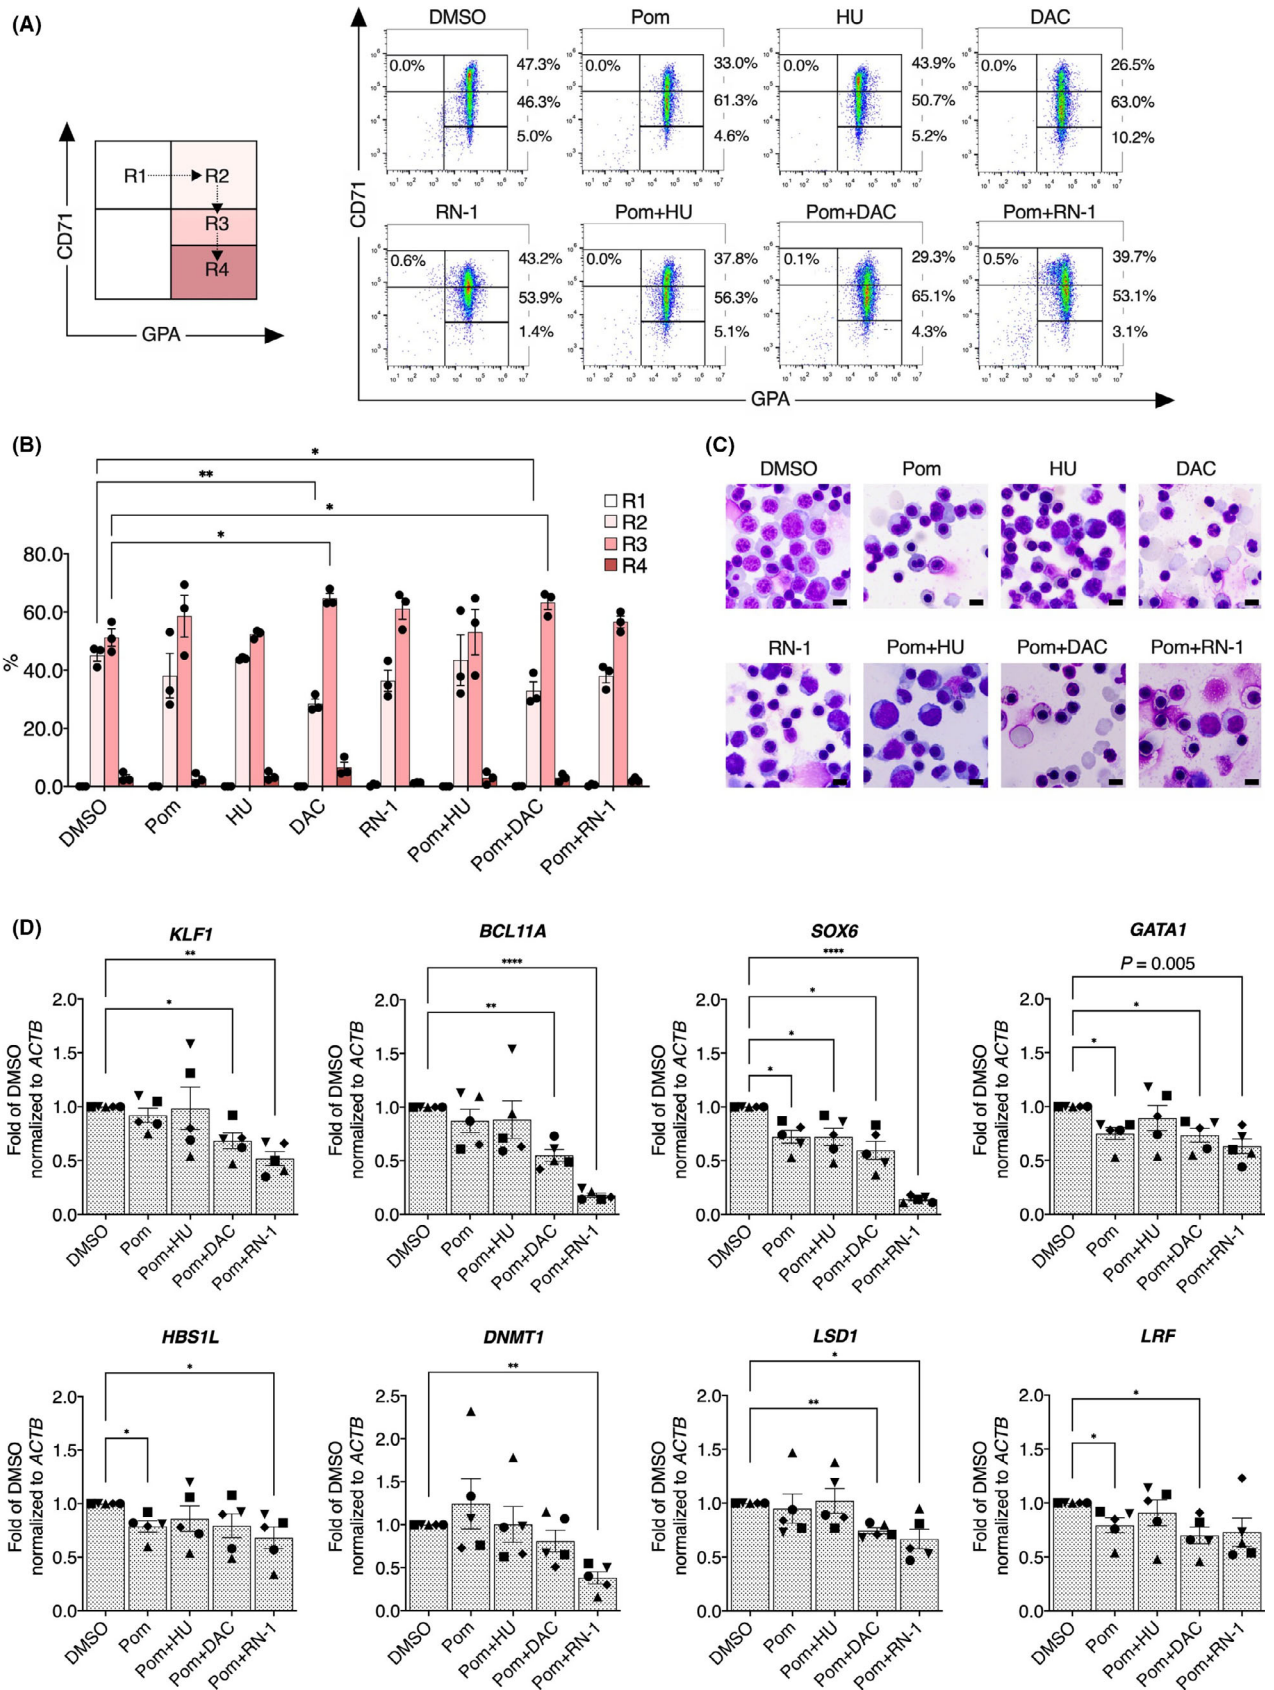 (A)
DMSO Pom HU DAC
0.0% 47.3% 46.3% 5.0%
0.0% 33.0% 61.3% 4.6%
0.0% 43.9% 50.7% 5.2%
0.0% 26.5% 63.0% 10.2%
R1 R2
R3
R4
CD71
GPA
CD71
RN-1 Pom+HU Pom+DAC Pom+RN-1
0.6% 43.2% 53.9% 1.4%
0.0% 37.8% 56.3% 5.1%
0.1% 29.3% 65.1% 4.3%
0.5% 39.7% 53.1% 3.1%
GPA
(B)
* 
**
*
*
R1
R2
R3
R4
%
80.0
60.0
40.0
20.0
0.0
DMSO Pom HU DAC RN-1 Pom+HU Pom+DAC Pom+RN-1
(C)
DMSO Pom HU DAC
RN-1 Pom+HU Pom+DAC Pom+RN-1
(D)
KLF1
**
*
Fold of DMSO
normalized to ACTB
2.0
1.5
1.0
0.5
0.0
DMSO Pom Pom+HU Pom+DAC Pom+RN-1
BCL11A
****
**
Fold of DMSO
normalized to ACTB
2.0
1.5
1.0
0.5
0.0
DMSO Pom Pom+HU Pom+DAC Pom+RN-1
SOX6
****
*
*
*
Fold of DMSO
normalized to ACTB
2.0
1.5
1.0
0.5
0.0
DMSO Pom Pom+HU Pom+DAC Pom+RN-1
GATA1
P = 0.005
*
*
Fold of DMSO
normalized to ACTB
2.0
1.5
1.0
0.5
0.0
DMSO Pom Pom+HU Pom+DAC Pom+RN-1
HBS1L
*
*
Fold of DMSO
normalized to ACTB
2.0
1.5
1.0
0.5
0.0
DMSO Pom Pom+HU Pom+DAC Pom+RN-1
DNMT1
**
Fold of DMSO
normalized to ACTB
2.5
2.0
1.5
1.0
0.5
0.0
DMSO Pom Pom+HU Pom+DAC Pom+RN-1
LSD1
*
**
Fold of DMSO
normalized to ACTB
2.0
1.5
1.0
0.5
0.0
DMSO Pom Pom+HU Pom+DAC Pom+RN-1
LRF
*
*
Fold of DMSO
normalized to ACTB
2.0
1.5
1.0
0.5
0.0
DMSO Pom Pom+HU Pom+DAC Pom+RN-1